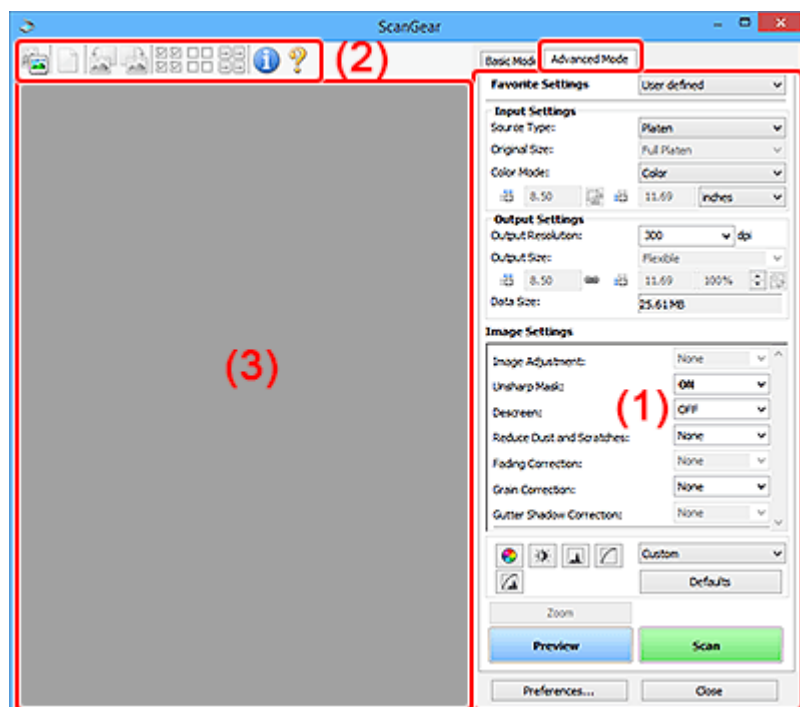 ScanGear
(2)
Basic Mode Advanced Mode
Favorite Settings User defined
Input Settings
Source Type: Platen
Original Size: Full Platen
Color Mode: Color
8.50 11.69 inches
Output Settings
Output Resolution: 300 dpi
Output Size: Flexible
8.50 11.69 100%
Data Size: 25.61MB
Image Settings
Image Adjustment: None
Unsharp Mask: ON
(3)
(1)
Descreen: OFF
Reduce Dust and Scratches: None
Fading Correction: None
Grain Correction: None
Gutter Shadow Correction: None
Custom
Defaults
Zoom
Preview Scan
Preferences... Close